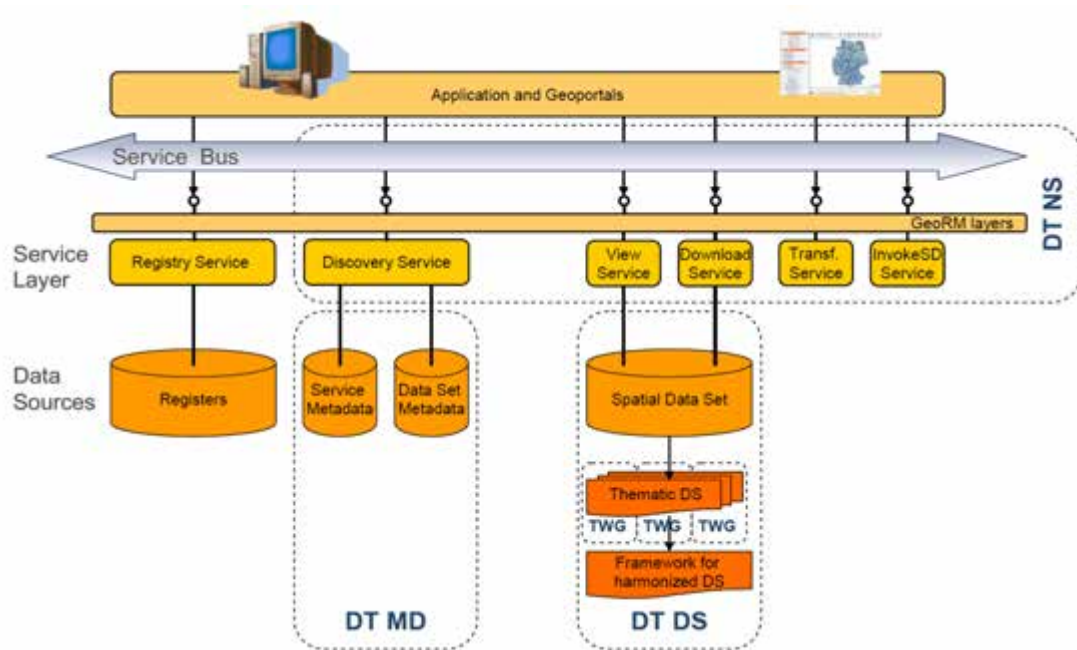 Application and Geoportals
Service Bus
DT NS
GeoRM layers
Service
Layer
Registry Service
Discovery Service
View
Service
Download
Service
Transf.
Service
InvokeSD
Service
Data
Sources
Registers
Service
Metadata
Data Set
Metadata
Spatial Data Set
Thematic DS
TWG
TWG
TWG
Framework for
harmonized DS
DT MD
DT DS